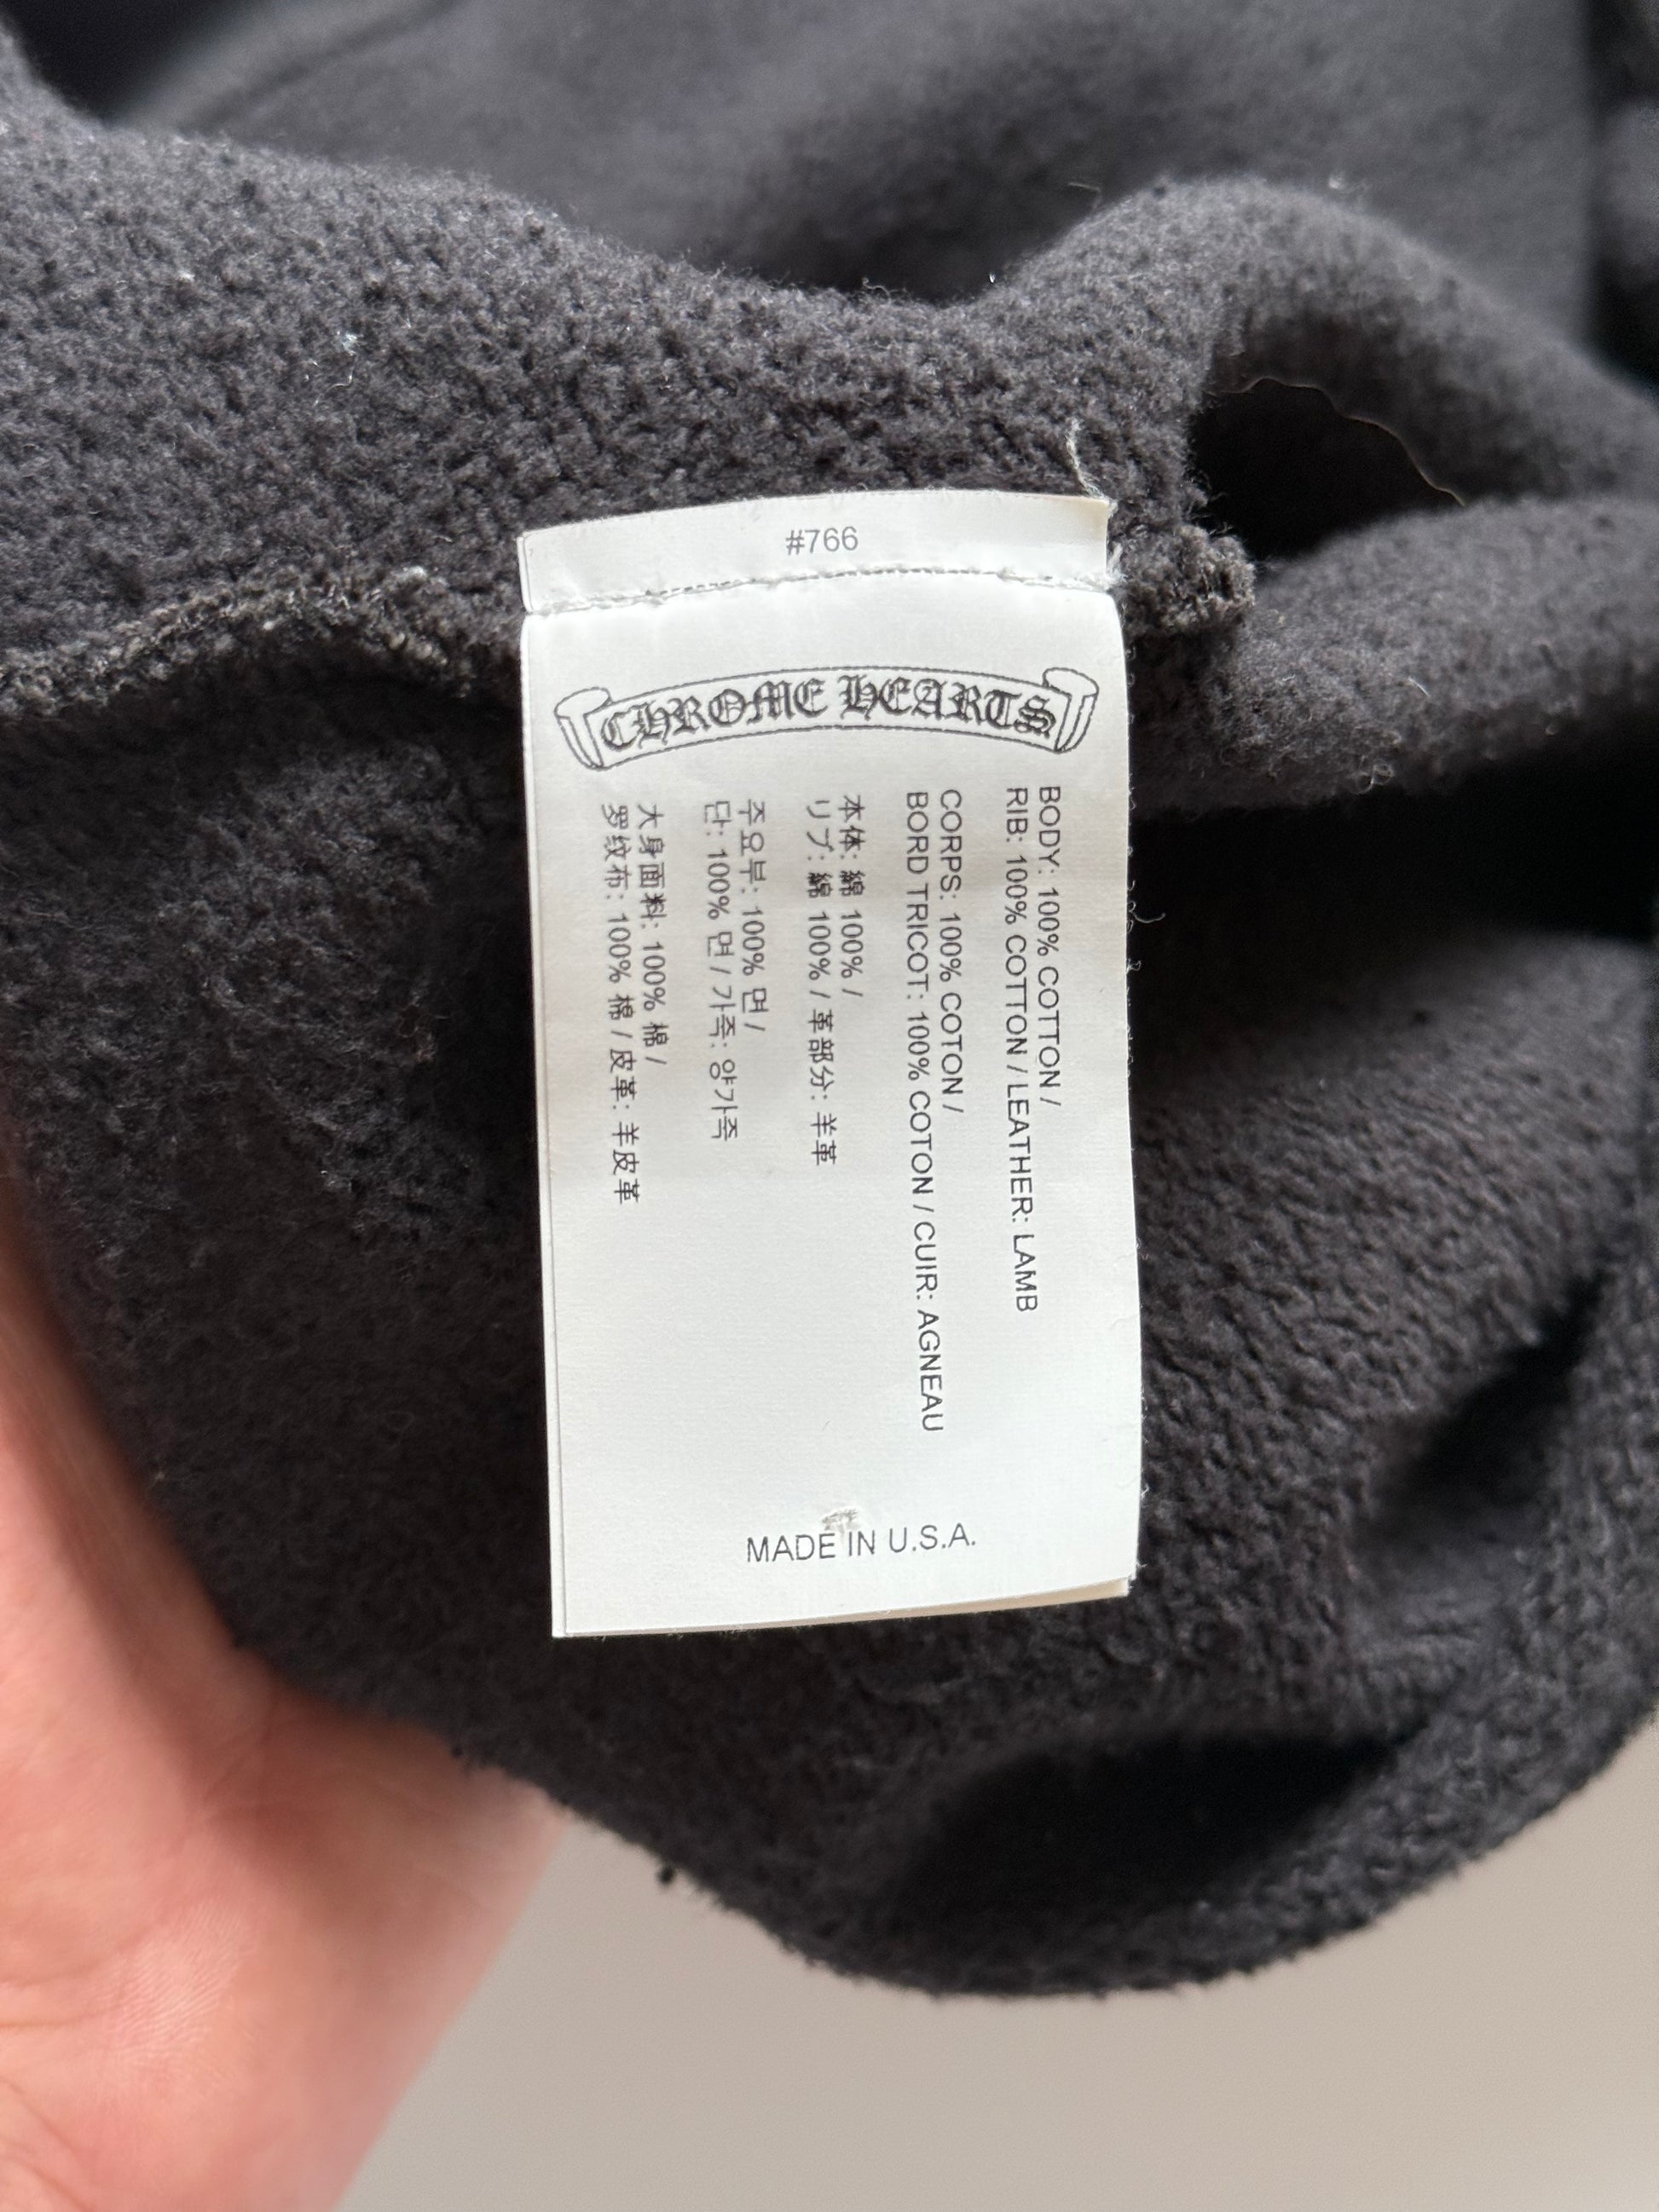 #766
CHROME HEARTS
BODY: 100% COTTON /
RIB: 100% COTTON / LEATHER: LAMB
CORPS: 100% COTON /
BORD TRICOT: 100% COTON / CUIR: AGNEAU
本体: 綿 100% /
リブ: 綿 100% / 革部分: 羊革
주요부: 100% 면 /
단: 100% 면 / 가죽: 양가죽
大身面料: 100% 棉 /
罗纹布: 100% 棉 / 皮革: 羊皮革
MADE IN U.S.A.